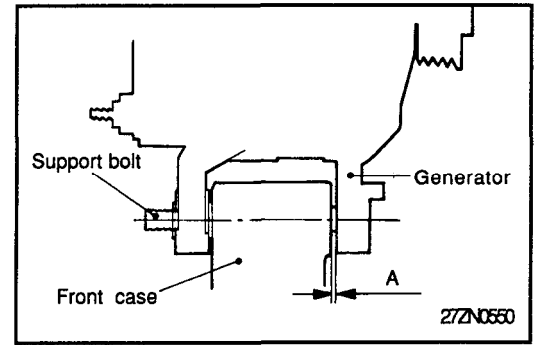 Support bolt
Generator
Front case
A
27ZN0550